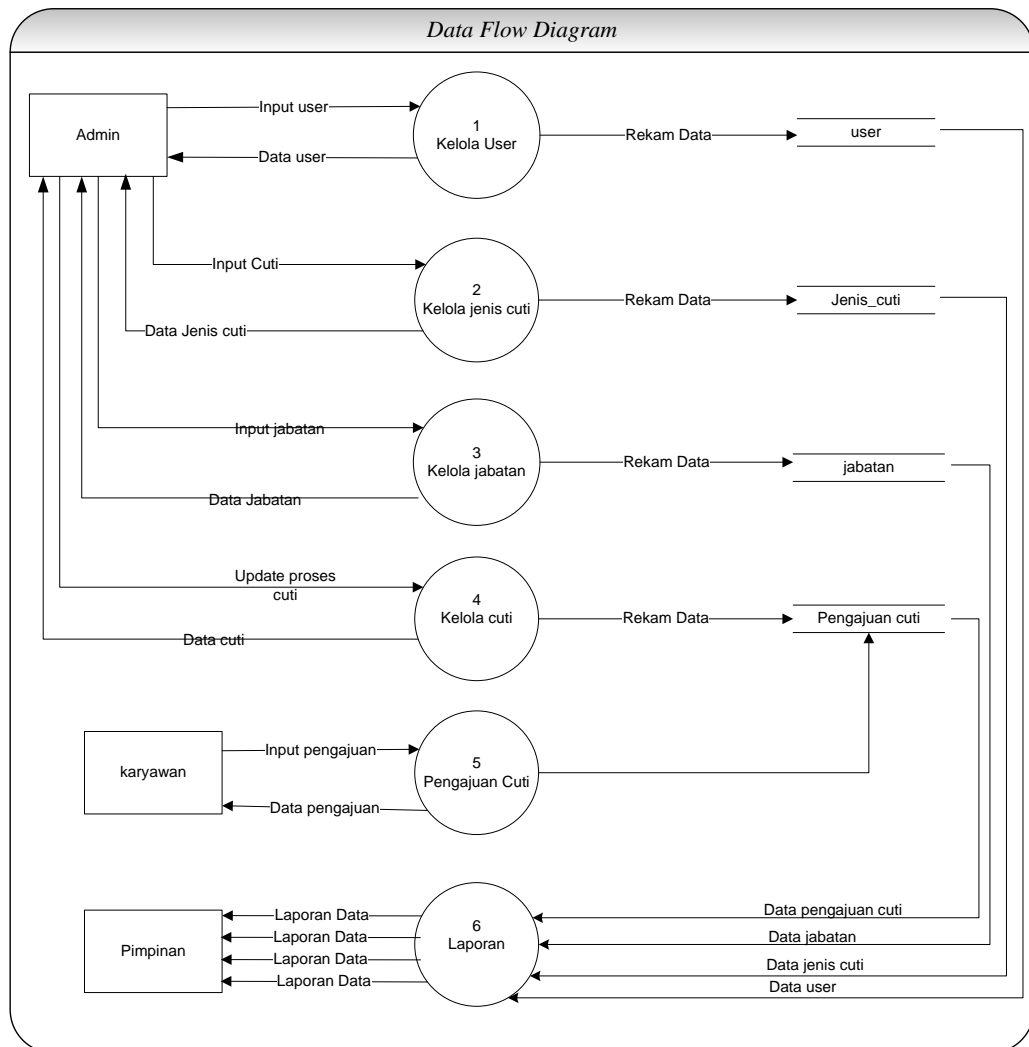 Data Flow Diagram
Admin
Input user
Data user
1
Kelola User
Rekam Data
user
Input Cuti
Data Jenis cuti
2
Kelola jenis cuti
Rekam Data
Jenis_cuti
Input jabatan
Data Jabatan
3
Kelola jabatan
Rekam Data
jabatan
Update proses
cuti
Data cuti
4
Kelola cuti
Rekam Data
Pengajuan cuti
karyawan
Input pengajuan
Data pengajuan
5
Pengajuan Cuti
Pimpinan
Laporan Data
Laporan Data
Laporan Data
Laporan Data
6
Laporan
Data pengajuan cuti
Data jabatan
Data jenis cuti
Data user